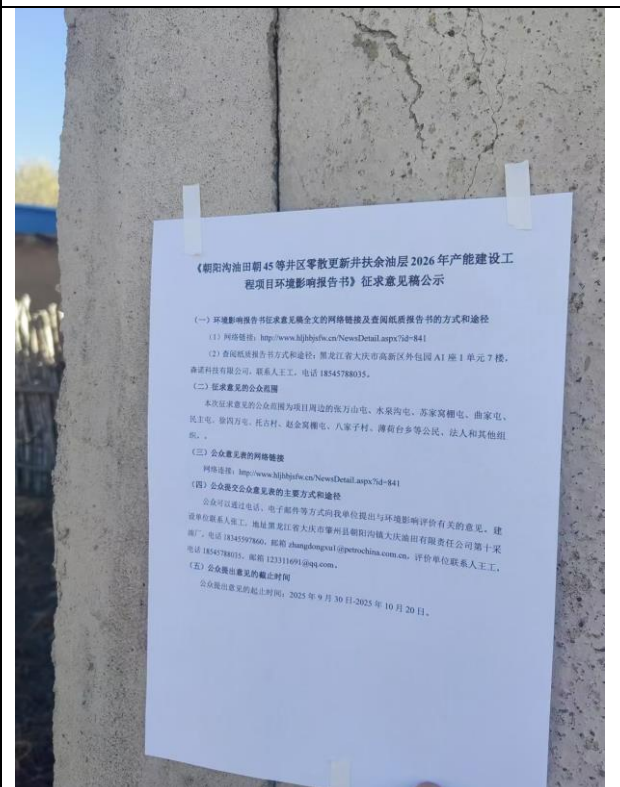 《朝阳沟油田朝45等井区零散更新井扶余油层2026年产能建设工
程项目环境影响报告书》征求意见稿公示
（一）环境影响报告书征求意见稿全文的网络链接及查阅纸质报告书的方式和途径
（1）网络链接：http://www.hljhbjsfw.cn/NewsDetail.aspx?id=841
（2）查阅纸质报告书方式和途径：黑龙江省大庆市高新区外包园A1座1单元7楼，
森诺科技有限公司，联系人王工，电话18545788035。
（二）征求意见的公众范围
本次征求意见的公众范围为项目周边的张万山屯、水泉沟屯、苏家窝棚屯、曲家屯、
民主屯、徐四方屯、托古村、赵金窝棚屯、八家子村、薄荷台乡等公民、法人和其他组
织。。
（三）公众意见表的网络链接
网络连接：http://www.hljhbjsfw.cn/NewsDetail.aspx?id=841
（四）公众提交公众意见表的主要方式和途径
公众可以通过电话、电子邮件等方式向我单位提出与环境影响评价有关的意见。建
设单位联系人张工，地址黑龙江省大庆市肇州县朝阳沟镇大庆油田有限责任公司第十采
油厂，电话18345597860，邮箱zhangdongxu1@petrochina.com.cn，评价单位联系人王工，
电话18545788035，邮箱123311691@qq.com。
（五）公众提出意见的截止时间
公众提出意见的起止时间：2025年9月30日-2025年10月20日。